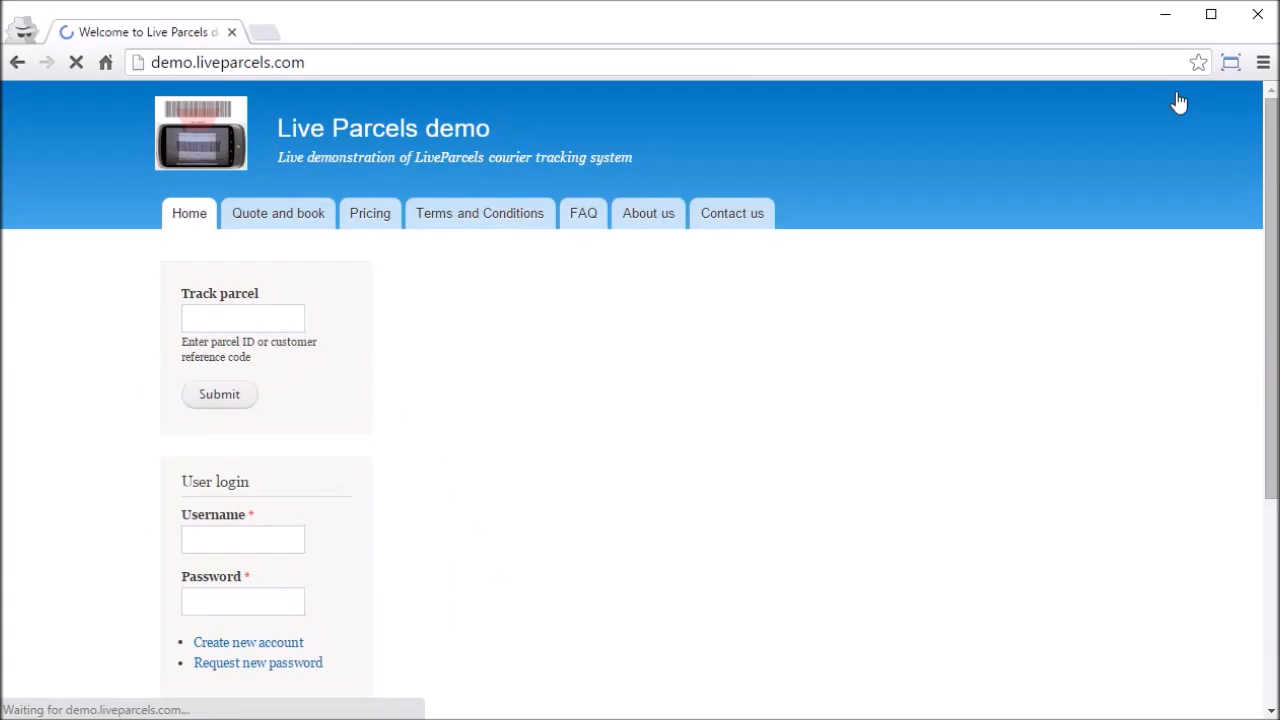 Welcome to Live Parcels d
demo.liveparcels.com
Live Parcels demo
Live demonstration of LiveParcels courier tracking system
Home
Quote and book
Pricing
Terms and Conditions
FAQ
About us
Contact us
Track parcel
Enter parcel ID or customer
reference code
Submit
User login
Username *
Password *
Create new account
Request new password
Waiting for demo.liveparcels.com...